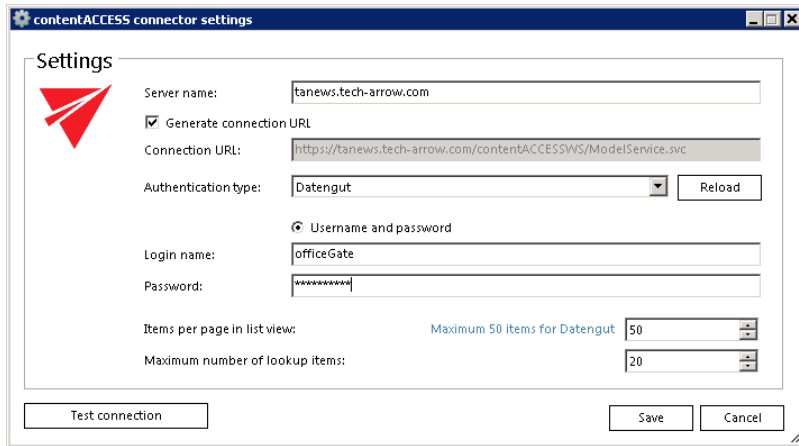 contentACCESS connector settings
Settings
Server name: tanews.tech-arrow.com
Generate connection URL
Connection URL: https://tanews.tech-arrow.com/contentACCESSWS/ModelService.svc
Authentication type: Datengut Reload
Username and password
Login name: officeGate
Password: **********
Items per page in list view: Maximum 50 items for Datengut 50
Maximum number of lookup items: 20
Test connection Save Cancel